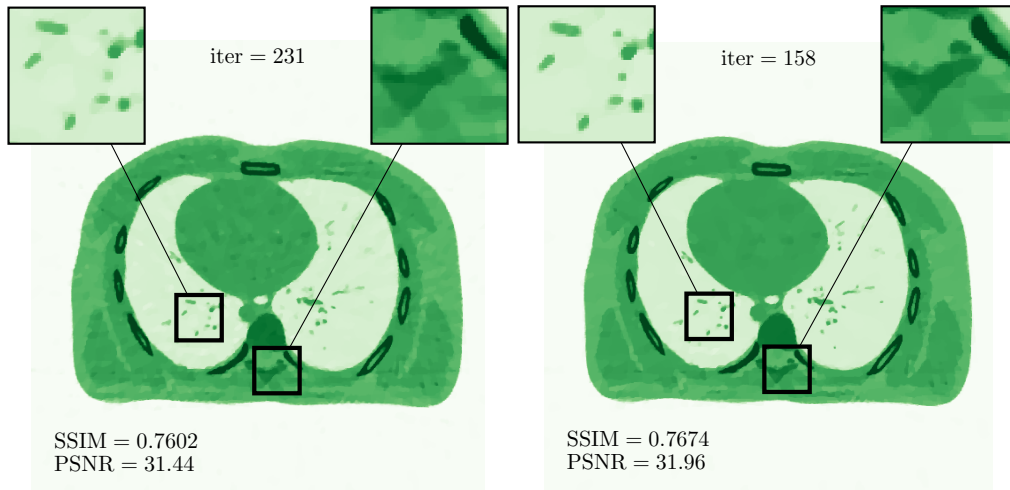 iter = 231
SSIM = 0.7602
PSNR = 31.44
iter = 158
SSIM = 0.7674
PSNR = 31.96